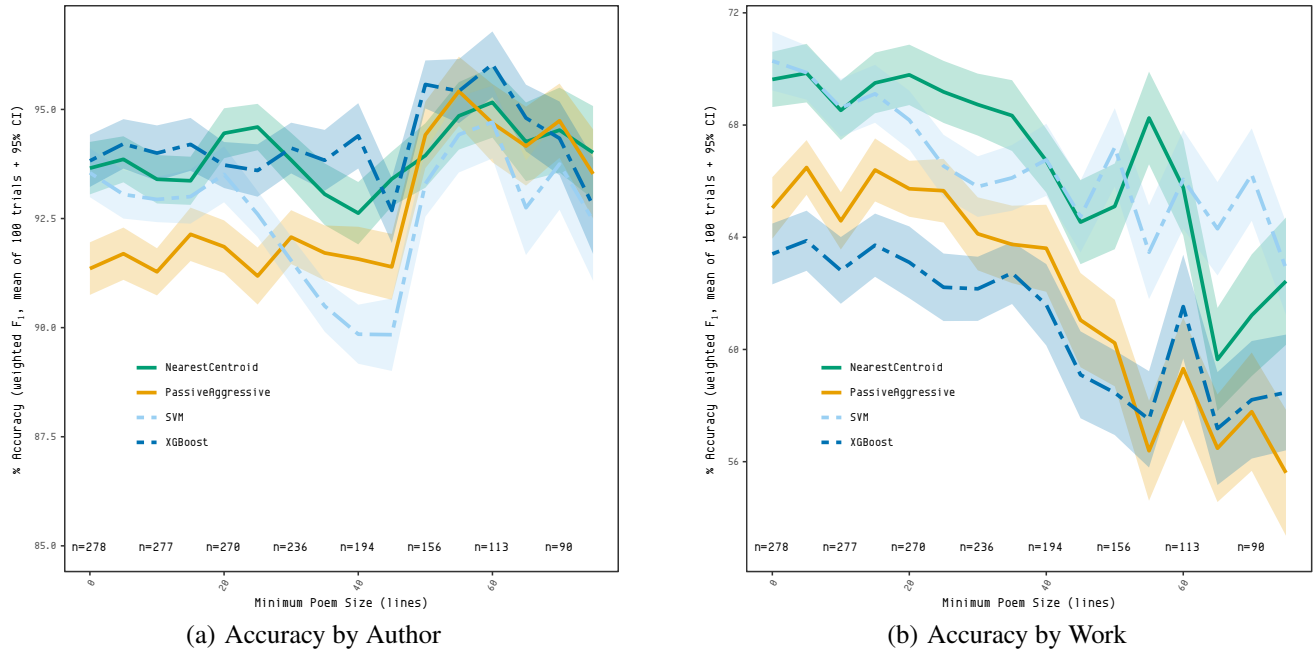 % Accuracy (weighted F₁, mean of 100 trials + 95% CI)
95.0
92.5
90.0
87.5
85.0
NearestCentroid
PassiveAggressive
SVM
XGBoost
n=278 n=277 n=270 n=236 n=194 n=156 n=113 n=90
0 20 40 60
Minimum Poem Size (lines)
(a) Accuracy by Author
% Accuracy (weighted F₁, mean of 100 trials + 95% CI)
72
68
64
60
56
NearestCentroid
PassiveAggressive
SVM
XGBoost
n=278 n=277 n=270 n=236 n=194 n=156 n=113 n=90
0 20 40 60
Minimum Poem Size (lines)
(b) Accuracy by Work